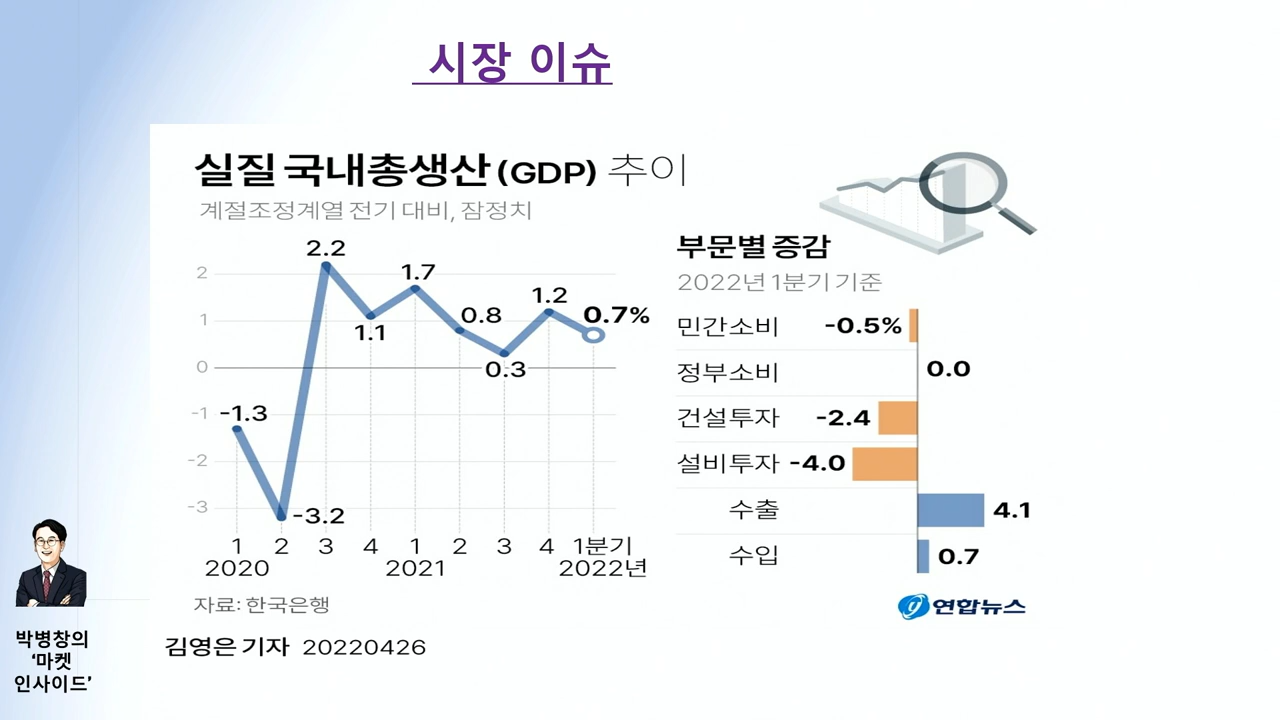 시장 이슈
실질 국내총생산 (GDP) 추이
계절조정계열 전기 대비, 잠정치
2
1
0
-1
-2
-3
-1.3
-3.2
2.2
1.1
1.7
0.8
0.3
1.2
0.7%
1 2 3 4 1 2 3 4 1분기
2020 2021 2022년
자료: 한국은행
부문별 증감
2022년 1분기 기준
민간소비 -0.5%
정부소비 0.0
건설투자 -2.4
설비투자 -4.0
수출 4.1
수입 0.7
연합뉴스
김영은 기자 20220426
박병창의
‘마켓
인사이드’